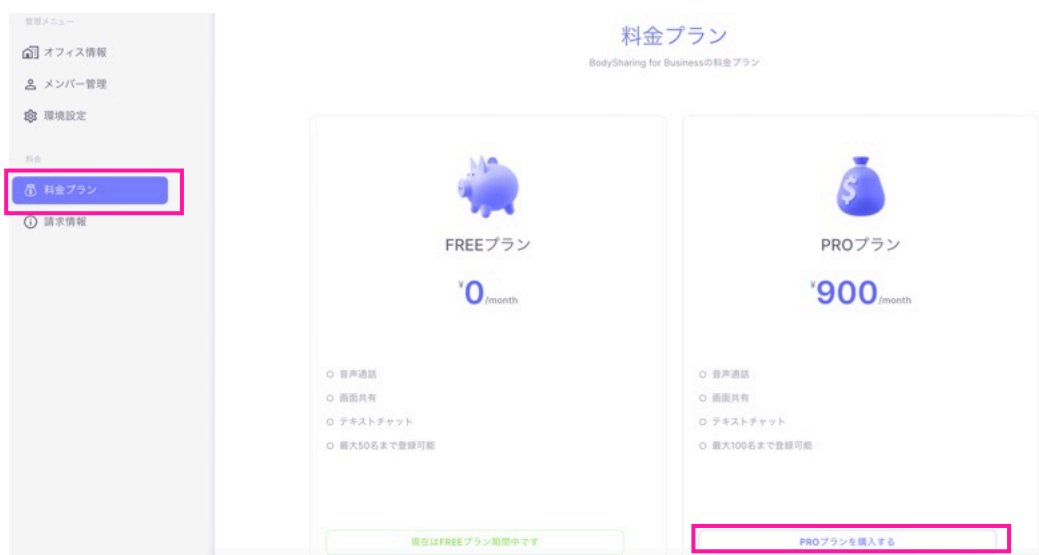 管理メニュー
オフィス情報
メンバー管理
環境設定
料金
料金プラン
請求情報
料金プラン
BodySharing for Businessの料金プラン
FREEプラン
¥0/month
音声通話
画面共有
テキストチャット
最大50名まで登録可能
現在はFREEプラン期間中です
PROプラン
¥900/month
音声通話
画面共有
テキストチャット
最大100名まで登録可能
PROプランを購入する